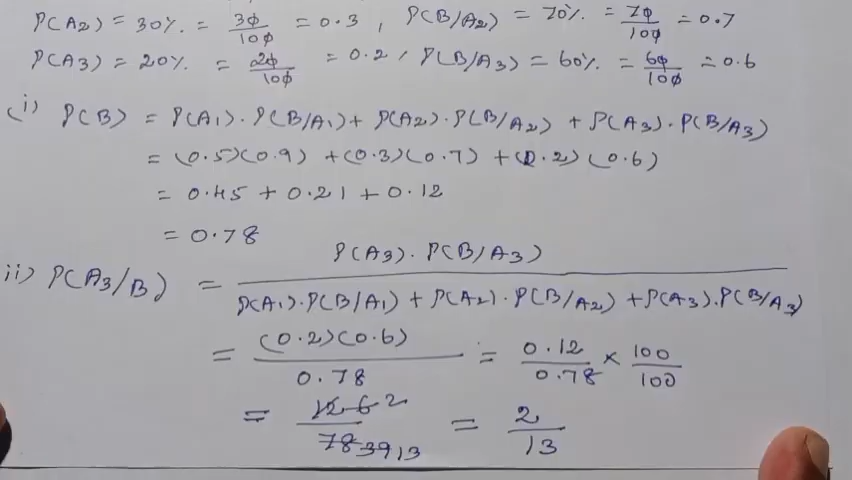 P(A2) = 30%. = 30/100 = 0.3 , P(B/A2) = 70% = 70/100 = 0.7
P(A3) = 20%. = 20/100 = 0.2 , P(B/A3) = 60% = 60/100 = 0.6
(i) P(B) = P(A1) . P(B/A1) + P(A2) . P(B/A2) + P(A3) . P(B/A3)
= (0.5)(0.9) + (0.3)(0.7) + (0.2)(0.6)
= 0.45 + 0.21 + 0.12
= 0.78
ii) P(A3/B) = P(A3) . P(B/A3) / P(A1) . P(B/A1) + P(A2) . P(B/A2) + P(A3) . P(B/A3)
= (0.2)(0.6) / 0.78 = 0.12/0.78 × 100/100
= 12 6 2 / 78 39 13 = 2/13